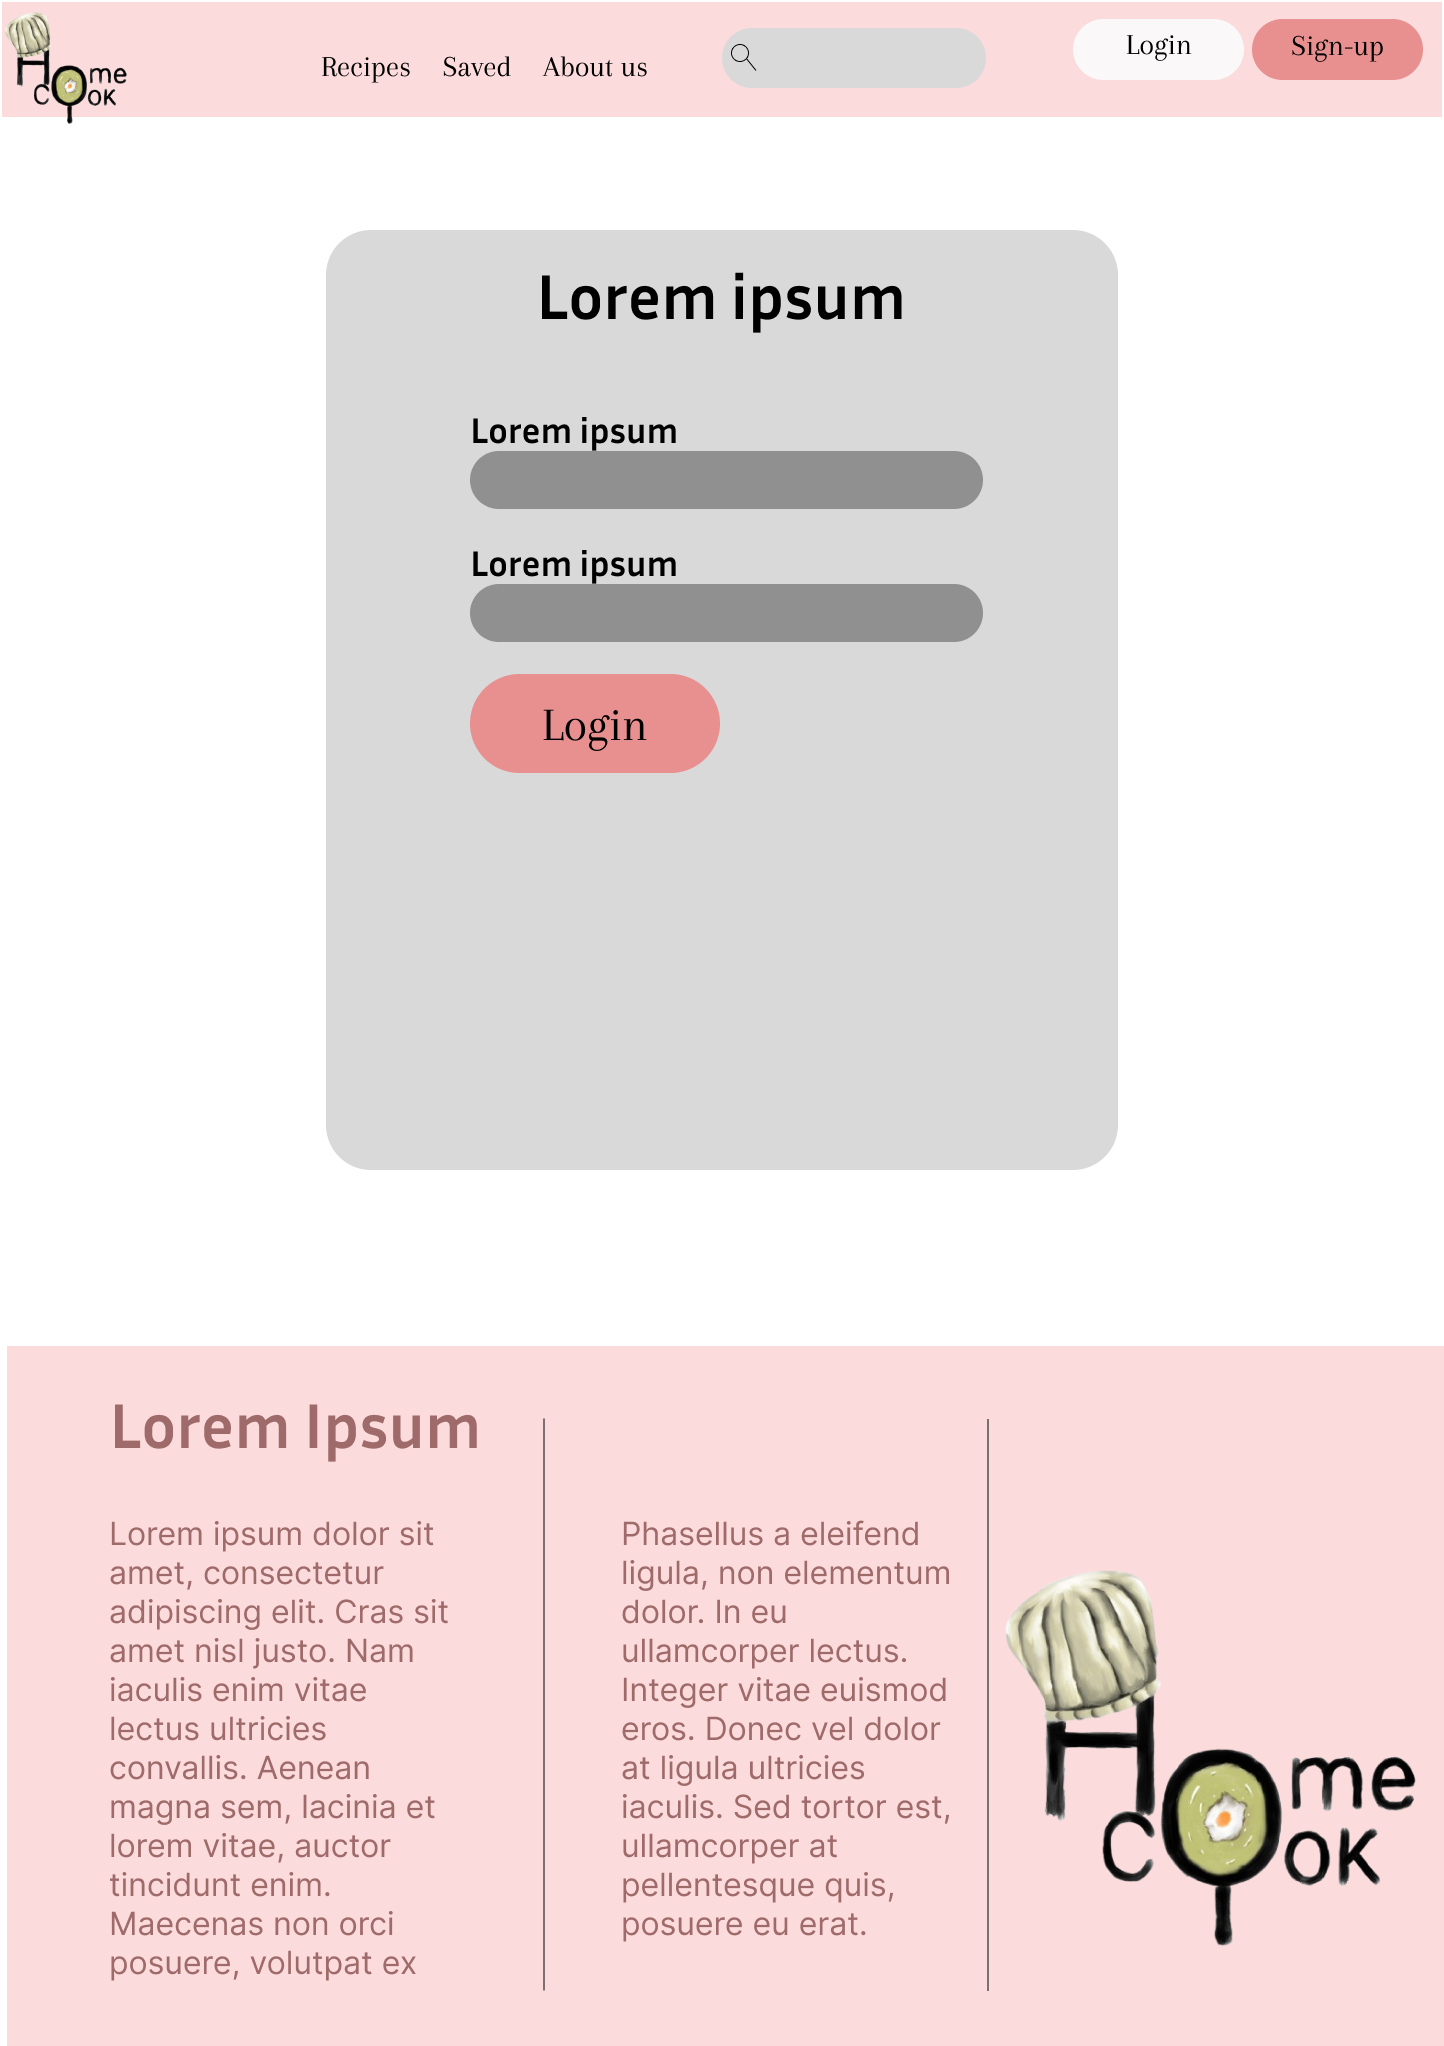 Home
Cook
Recipes Saved About us
Login Sign-up
Lorem ipsum
Lorem ipsum
Lorem ipsum
Login
Lorem Ipsum
Lorem ipsum dolor sit
amet, consectetur
adipiscing elit. Cras sit
amet nisl justo. Nam
iaculis enim vitae
lectus ultricies
convallis. Aenean
magna sem, lacinia et
lorem vitae, auctor
tincidunt enim.
Maecenas non orci
posuere, volutpat ex
Phasellus a eleifend
ligula, non elementum
dolor. In eu
ullamcorper lectus.
Integer vitae euismod
eros. Donec vel dolor
at ligula ultricies
iaculis. Sed tortor est,
ullamcorper at
pellentesque quis,
posuere eu erat.
Home
Cook